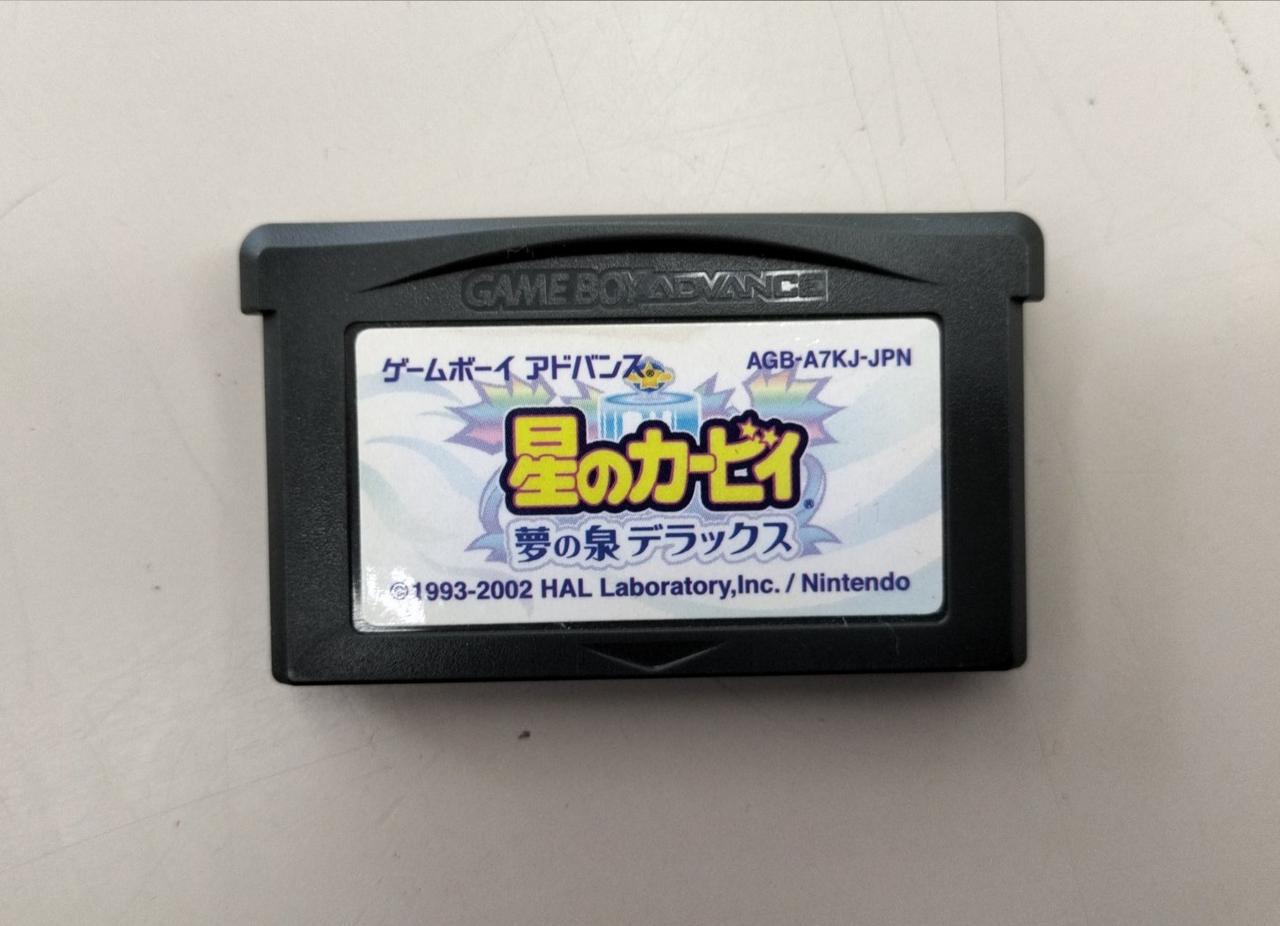 GAME BOY ADVANCE
ゲームボーイ アドバンス®
AGB-A7KJ-JPN
星のカービィ®
夢の泉 デラックス
©1993-2002 HAL Laboratory,Inc. / Nintendo